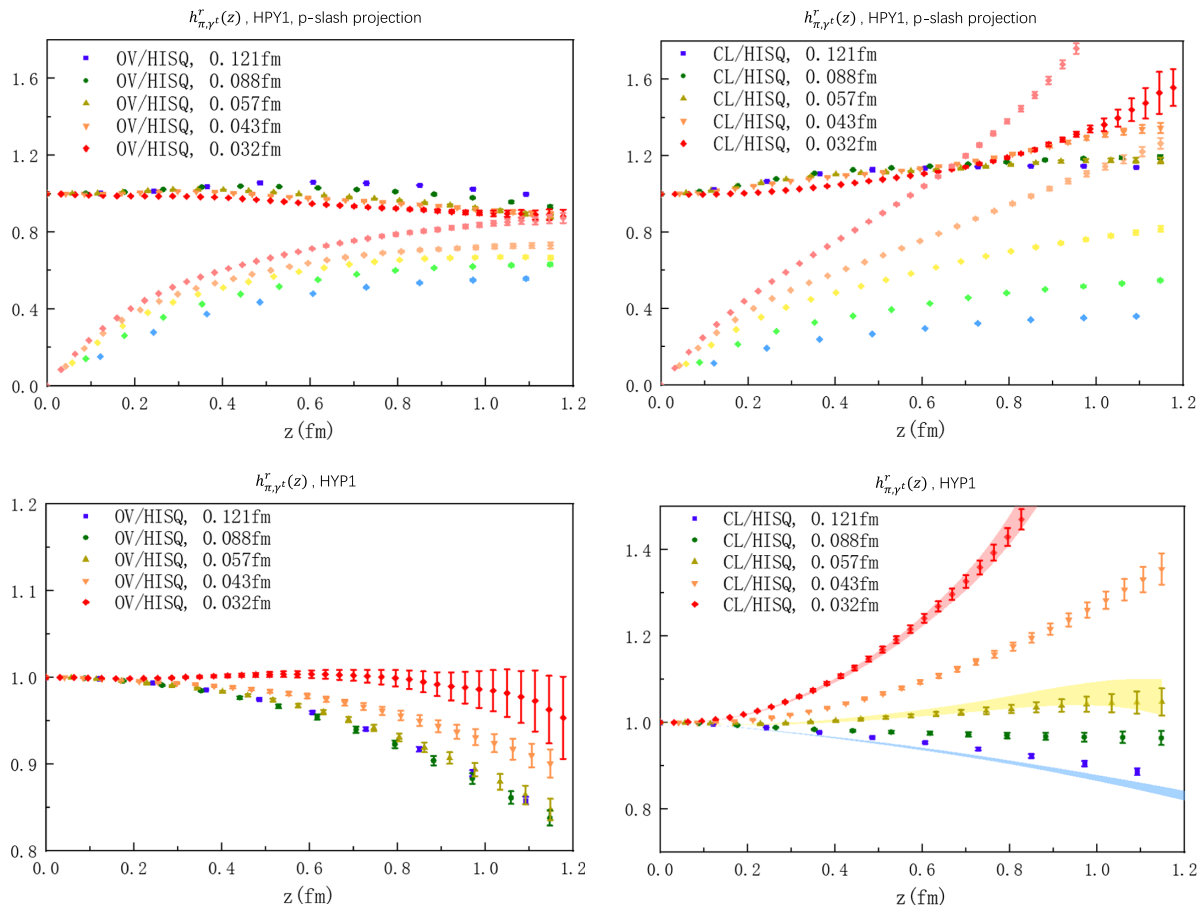 h^r_{π,γ^t}(z) , HPY1, p-slash projection
OV/HISQ, 0.121fm
OV/HISQ, 0.088fm
OV/HISQ, 0.057fm
OV/HISQ, 0.043fm
OV/HISQ, 0.032fm
1.6
1.2
0.8
0.4
0.0
0.0 0.2 0.4 0.6 0.8 1.0 1.2
z(fm)
h^r_{π,γ^t}(z) , HPY1, p-slash projection
CL/HISQ, 0.121fm
CL/HISQ, 0.088fm
CL/HISQ, 0.057fm
CL/HISQ, 0.043fm
CL/HISQ, 0.032fm
1.6
1.2
0.8
0.4
0.0
0.0 0.2 0.4 0.6 0.8 1.0 1.2
z(fm)
h^r_{π,γ^t}(z) , HYP1
OV/HISQ, 0.121fm
OV/HISQ, 0.088fm
OV/HISQ, 0.057fm
OV/HISQ, 0.043fm
OV/HISQ, 0.032fm
1.2
1.1
1.0
0.9
0.8
0.0 0.2 0.4 0.6 0.8 1.0 1.2
z(fm)
h^r_{π,γ^t}(z) , HYP1
CL/HISQ, 0.121fm
CL/HISQ, 0.088fm
CL/HISQ, 0.057fm
CL/HISQ, 0.043fm
CL/HISQ, 0.032fm
1.4
1.2
1.0
0.8
0.0 0.2 0.4 0.6 0.8 1.0 1.2
z(fm)